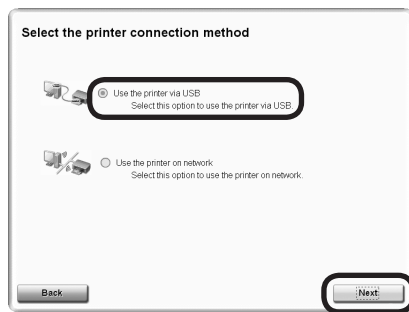 Select the printer connection method
Use the printer via USB
Select this option to use the printer via USB.
Use the printer on network
Select this option to use the printer on network.
Back
Next